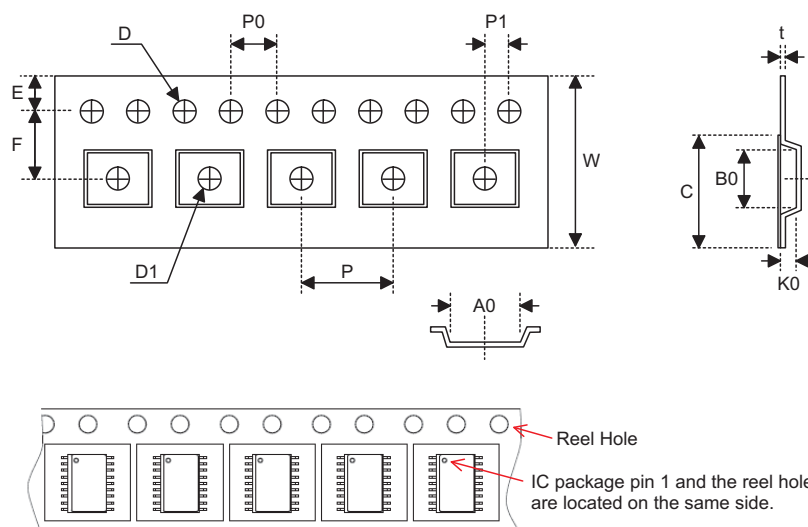 D
P0
P1
t
E
F
W
C
B0
D1
P
K0
A0
Reel Hole
IC package pin 1 and the reel hole
are located on the same side.